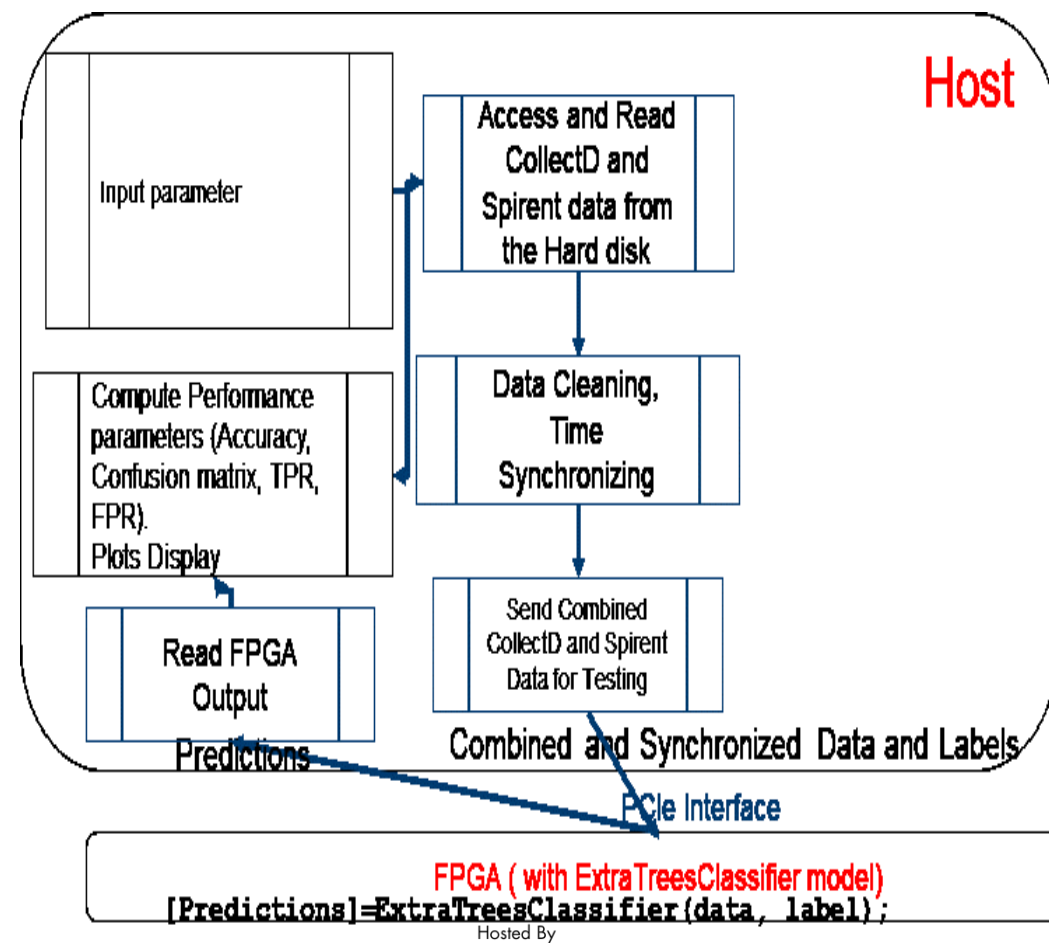 Host
Input parameter
Access and Read
CollectD and
Spirent data from
the Hard disk
Data Cleaning,
Time
Synchronizing
Compute Performance
parameters (Accuracy,
Confusion matrix, TPR,
FPR).
Plots Display
Send Combined
CollectD and Spirent
Data for Testing
Read FPGA
Output
Predictions
Combined and Synchronized Data and Labels
PCIe Interface
FPGA ( with ExtraTreesClassifier model)
[Predictions]=ExtraTreesClassifier(data, label);
Hosted By